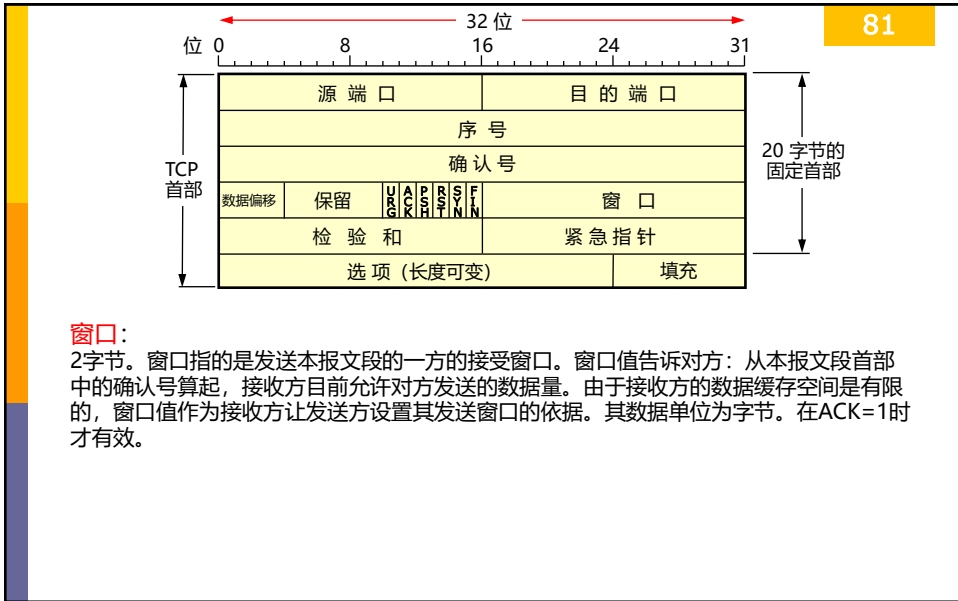 32 位
81
位 0 8 16 24 31
源 端 口 目 的 端 口
序 号
确 认 号
TCP
首部
20 字节的
固定首部
数据偏移 保留 URG ACK PSH RST SYN FIN 窗 口
检 验 和 紧 急 指 针
选 项 (长度可变) 填充
窗口：
2字节。窗口指的是发送本报文段的一方的接受窗口。窗口值告诉对方：从本报文段首部
中的确认号算起，接收方目前允许对方发送的数据量。由于接收方的数据缓存空间是有限
的，窗口值作为接收方让发送方设置其发送窗口的依据。其数据单位为字节。在ACK=1时
才有效。